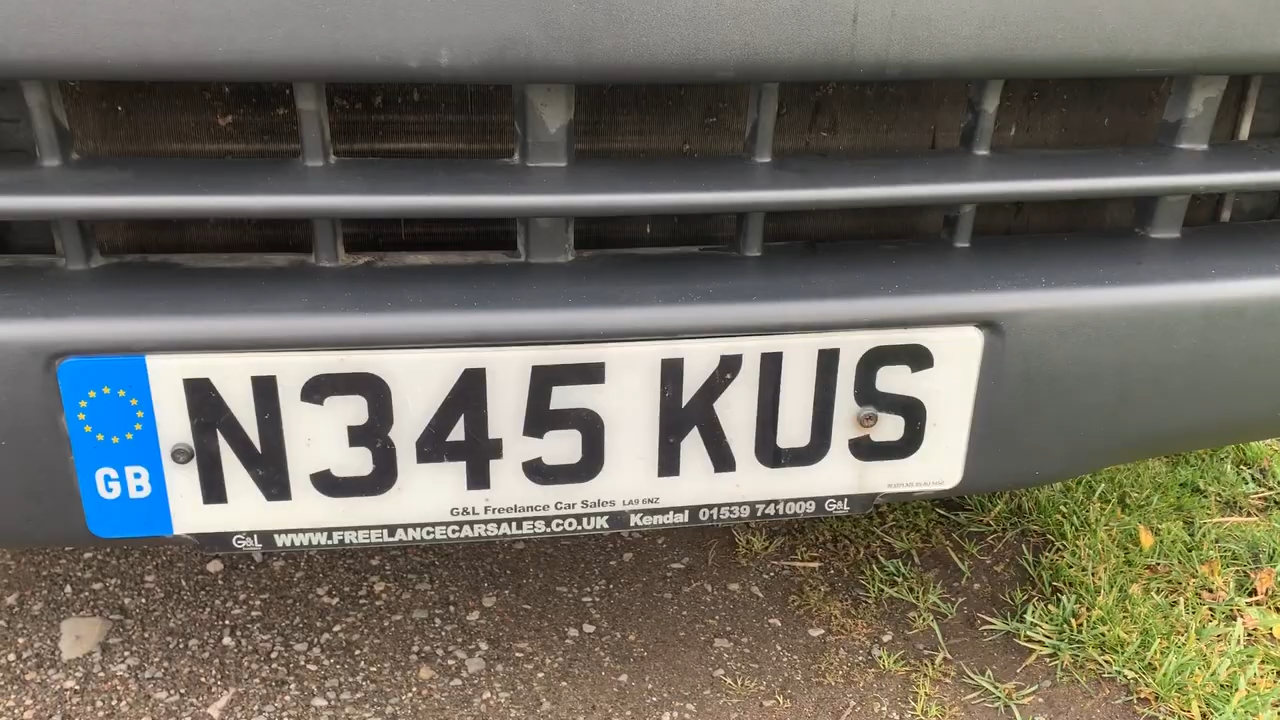 N345 KUS
GB
G&L Freelance Car Sales LA9 6NZ
G&L WWW.FREELANCECARSALES.CO.UK Kendal 01539 741009 G&L